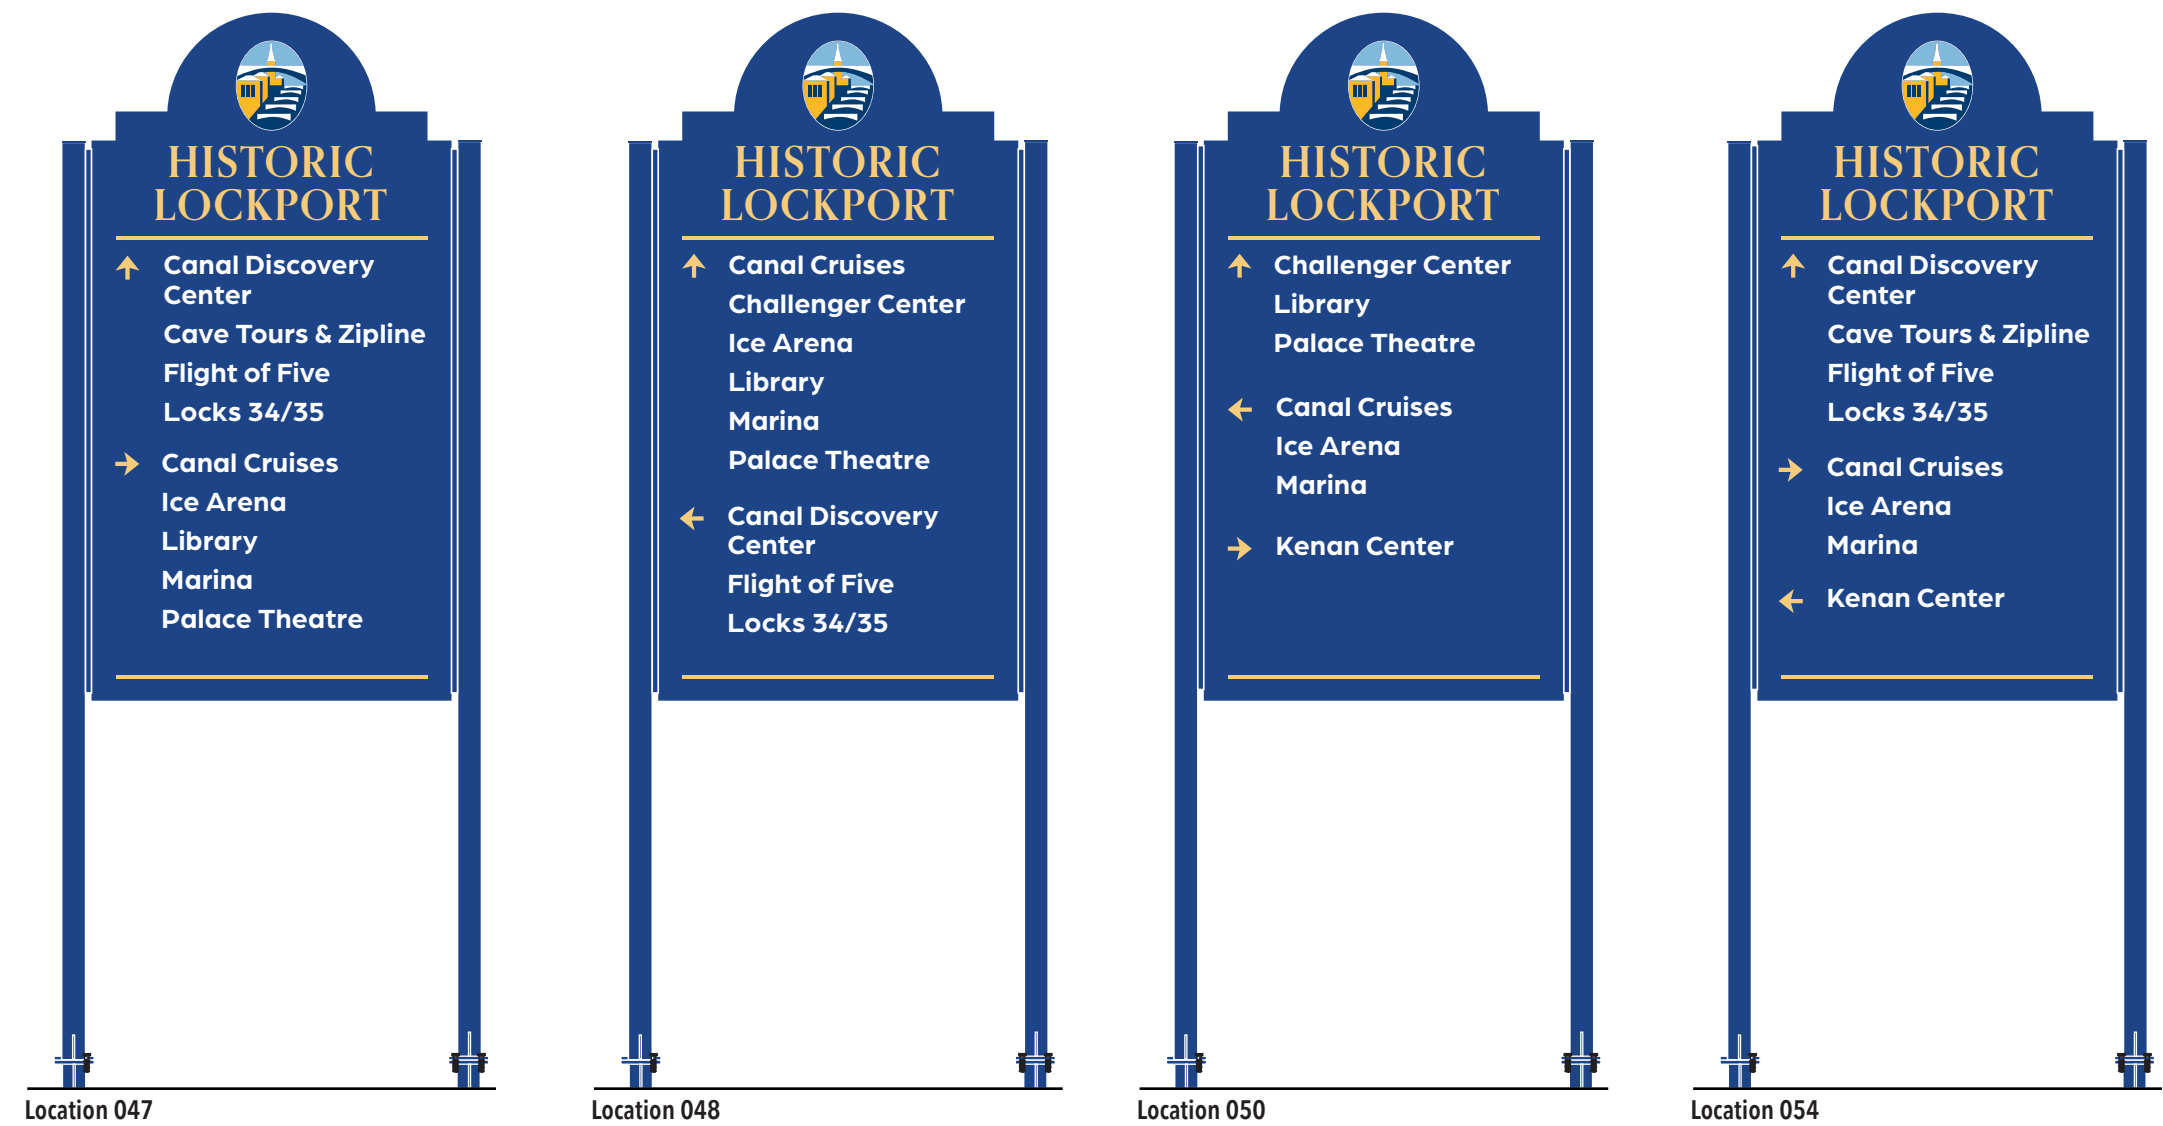 HISTORIC
LOCKPORT
Canal Discovery
Center
Cave Tours & Zipline
Flight of Five
Locks 34/35
Canal Cruises
Ice Arena
Library
Marina
Palace Theatre
Location 047
HISTORIC
LOCKPORT
Canal Cruises
Challenger Center
Ice Arena
Library
Marina
Palace Theatre
Canal Discovery
Center
Flight of Five
Locks 34/35
Location 048
HISTORIC
LOCKPORT
Challenger Center
Library
Palace Theatre
Canal Cruises
Ice Arena
Marina
Kenan Center
Location 050
HISTORIC
LOCKPORT
Canal Discovery
Center
Cave Tours & Zipline
Flight of Five
Locks 34/35
Canal Cruises
Ice Arena
Marina
Kenan Center
Location 054